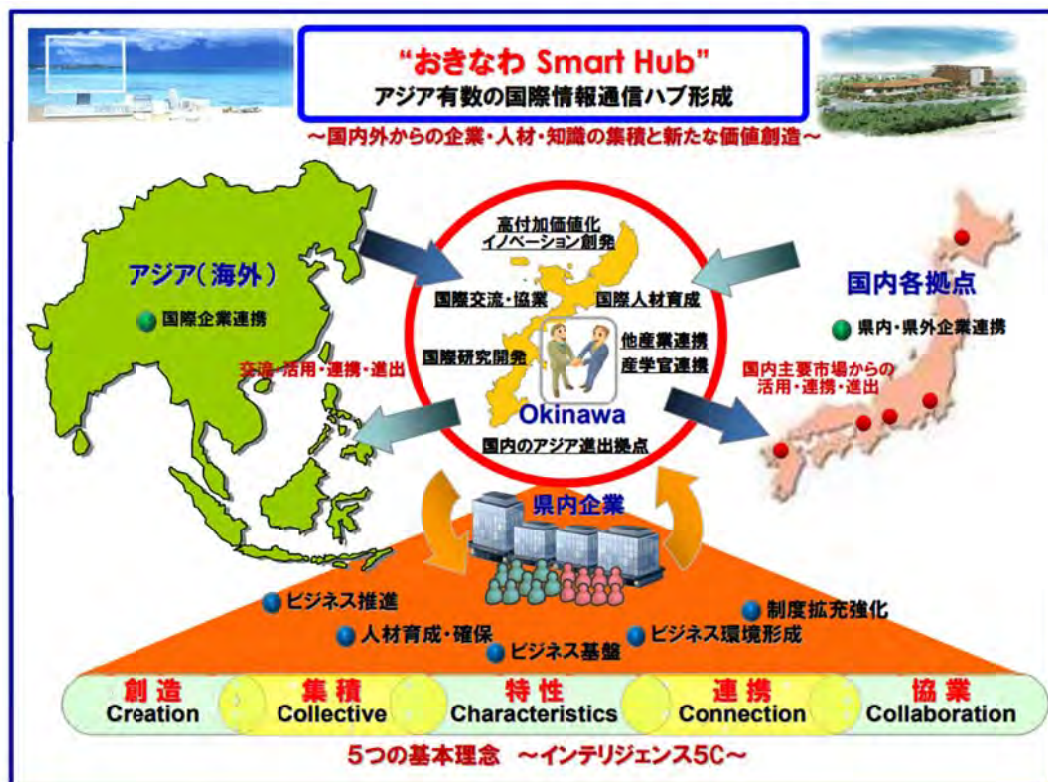 “おきなわ Smart Hub”
アジア有数の国際情報通信ハブ形成
～国内外からの企業・人材・知識の集積と新たな価値創造～
アジア（海外）
国際企業連携
交流・活用・連携・進出
高付加価値化
イノベーション創発
国際交流・協業
国際人材育成
国際研究開発
他産業連携
産学官連携
Okinawa
国内のアジア進出拠点
国内各拠点
県内・県外企業連携
国内主要市場からの
活用・連携・進出
県内企業
ビジネス推進
人材育成・確保
ビジネス基盤
ビジネス環境形成
制度拡充強化
創造
Creation
集積
Collective
特性
Characteristics
連携
Connection
協業
Collaboration
５つの基本理念 ～インテリジェンス５C～